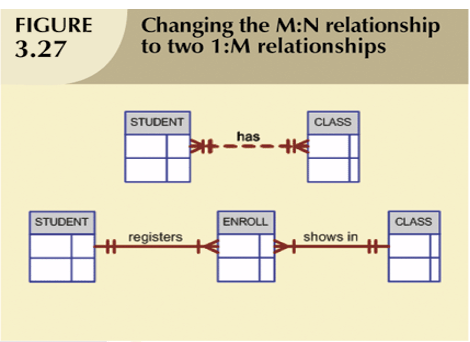 FIGURE
3.27
Changing the M:N relationship
to two 1:M relationships
STUDENT
has
CLASS
STUDENT
registers
ENROLL
shows in
CLASS